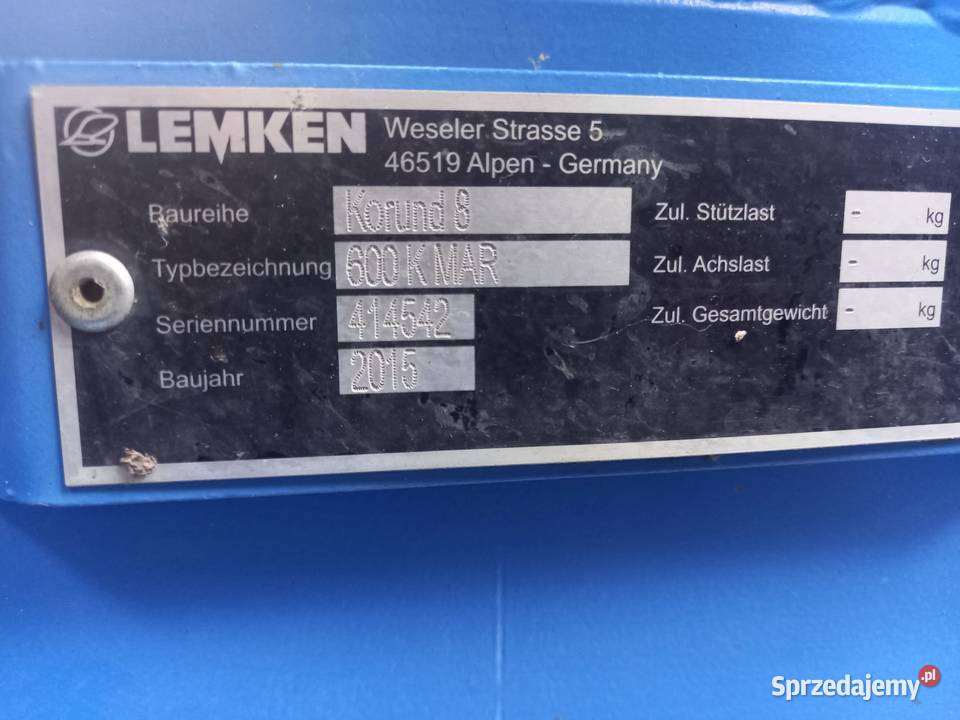 LEMKEN
Weseler Strasse 5
46519 Alpen - Germany
Baureihe Korund 8
Typbezeichnung 600 K MAR
Seriennummer 414542
Baujahr 2015
Zul. Stützlast - kg
Zul. Achslast - kg
Zul. Gesamtgewicht - kg
Sprzedajemy .pl